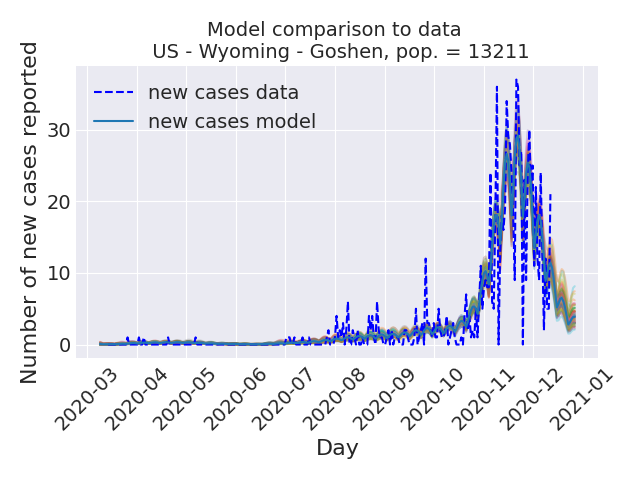 Model comparison to data
US - Wyoming - Goshen, pop. = 13211
new cases data
new cases model
Number of new cases reported
30
20
10
0
2020-03
2020-04
2020-05
2020-06
2020-07
2020-08
2020-09
2020-10
2020-11
2020-12
2021-01
Day